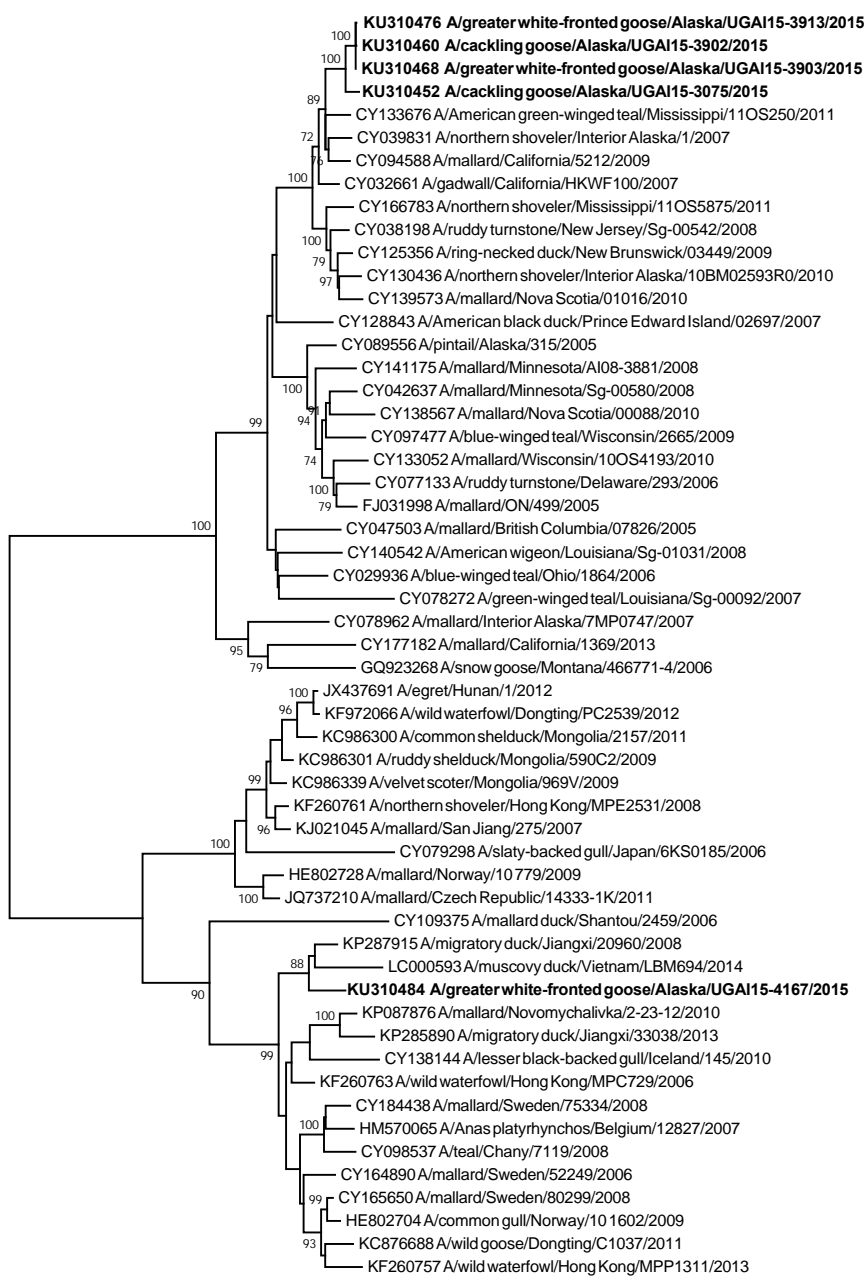 KU310476 A/greater white-fronted goose/Alaska/UGAI15-3913/2015
100
KU310460 A/cackling goose/Alaska/UGAI15-3902/2015
100
KU310468 A/greater white-fronted goose/Alaska/UGAI15-3903/2015
KU310452 A/cackling goose/Alaska/UGAI15-3075/2015
89
CY133676 A/American green-winged teal/Mississippi/11OS250/2011
72
CY039831 A/northern shoveler/Interior Alaska/1/2007
76
CY094588 A/mallard/California/5212/2009
100
CY032661 A/gadwall/California/HKWF100/2007
CY166783 A/northern shoveler/Mississippi/11OS5875/2011
CY038198 A/ruddy turnstone/New Jersey/Sg-00542/2008
100
CY125356 A/ring-necked duck/New Brunswick/03449/2009
79
CY130436 A/northern shoveler/Interior Alaska/10BM02593R0/2010
97
CY139573 A/mallard/Nova Scotia/01016/2010
CY128843 A/American black duck/Prince Edward Island/02697/2007
CY089556 A/pintail/Alaska/315/2005
CY141175 A/mallard/Minnesota/AI08-3881/2008
100
CY042637 A/mallard/Minnesota/Sg-00580/2008
91
CY138567 A/mallard/Nova Scotia/00088/2010
94
99
CY097477 A/blue-winged teal/Wisconsin/2665/2009
74
CY133052 A/mallard/Wisconsin/10OS4193/2010
CY077133 A/ruddy turnstone/Delaware/293/2006
100
FJ031998 A/mallard/ON/499/2005
79
100
CY047503 A/mallard/British Columbia/07826/2005
CY140542 A/American wigeon/Louisiana/Sg-01031/2008
CY029936 A/blue-winged teal/Ohio/1864/2006
CY078272 A/green-winged teal/Louisiana/Sg-00092/2007
CY078962 A/mallard/Interior Alaska/7MP0747/2007
CY177182 A/mallard/California/1369/2013
95
GQ923268 A/snow goose/Montana/466771-4/2006
79
JX437691 A/egret/Hunan/1/2012
100
KF972066 A/wild waterfowl/Dongting/PC2539/2012
96
KC986300 A/common shelduck/Mongolia/2157/2011
KC986301 A/ruddy shelduck/Mongolia/590C2/2009
KC986339 A/velvet scoter/Mongolia/969V/2009
99
KF260761 A/northern shoveler/Hong Kong/MPE2531/2008
KJ021045 A/mallard/San Jiang/275/2007
96
100
CY079298 A/slaty-backed gull/Japan/6KS0185/2006
HE802728 A/mallard/Norway/10 779/2009
JQ737210 A/mallard/Czech Republic/14333-1K/2011
100
CY109375 A/mallard duck/Shantou/2459/2006
KP287915 A/migratory duck/Jiangxi/20960/2008
88
LC000593 A/muscovy duck/Vietnam/LBM694/2014
90
KU310484 A/greater white-fronted goose/Alaska/UGAI15-4167/2015
KP087876 A/mallard/Novomychalivka/2-23-12/2010
100
KP285890 A/migratory duck/Jiangxi/33038/2013
99
CY138144 A/lesser black-backed gull/Iceland/145/2010
KF260763 A/wild waterfowl/Hong Kong/MPC729/2006
CY184438 A/mallard/Sweden/75334/2008
100
HM570065 A/Anas platyrhynchos/Belgium/12827/2007
CY098537 A/teal/Chany/7119/2008
CY164890 A/mallard/Sweden/52249/2006
99
CY165650 A/mallard/Sweden/80299/2008
HE802704 A/common gull/Norway/10 1602/2009
93
KC876688 A/wild goose/Dongting/C1037/2011
KF260757 A/wild waterfowl/Hong Kong/MPP1311/2013